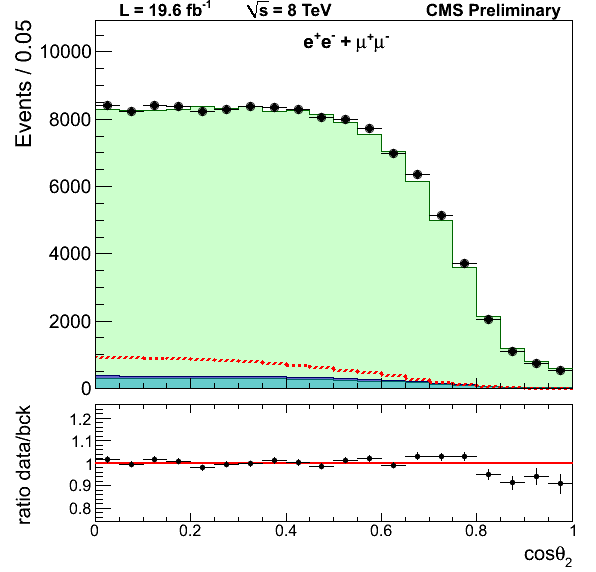 L = 19.6 fb⁻¹ √s = 8 TeV CMS Preliminary
e⁺e⁻ + μ⁺μ⁻
Events / 0.05
10000
8000
6000
4000
2000
0
ratio data/bck
1.2
1.1
1
0.9
0.8
0 0.2 0.4 0.6 0.8 1
cosθ₂